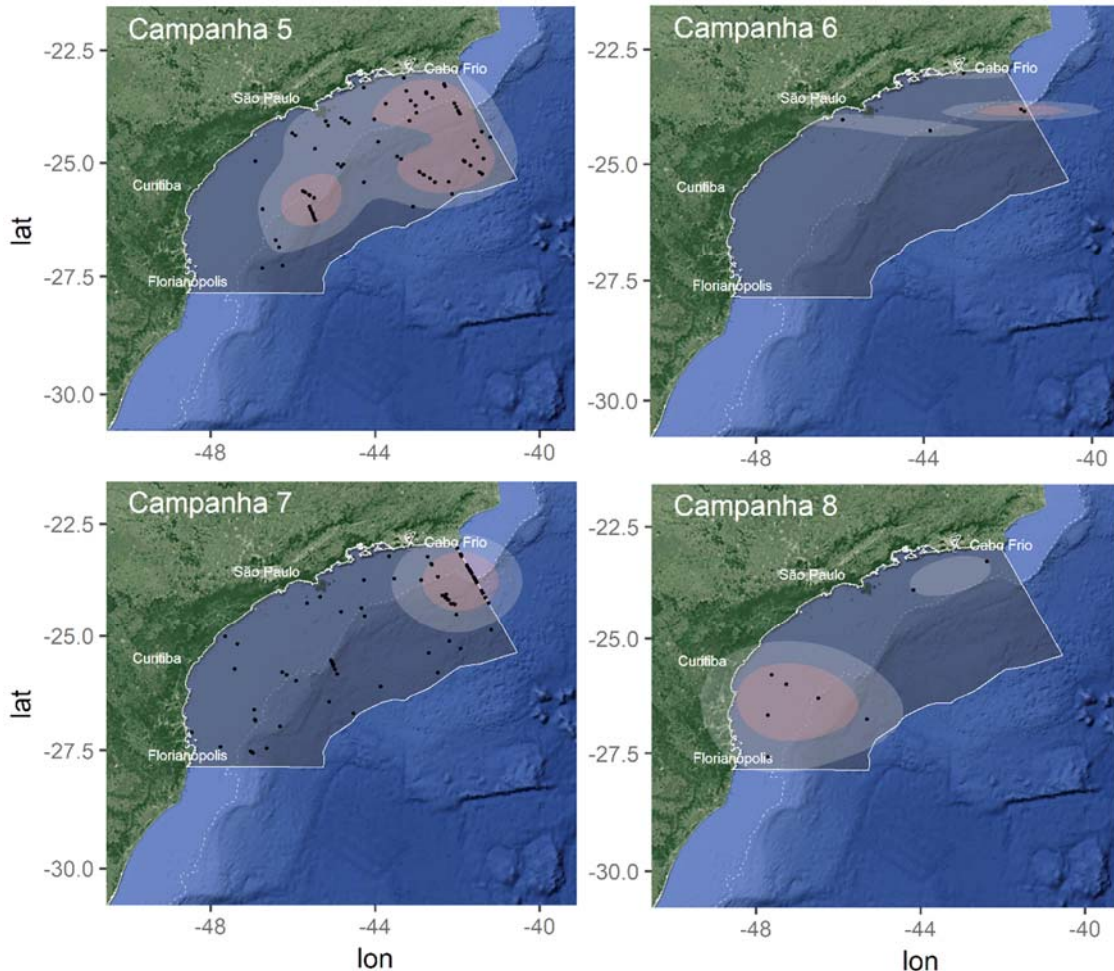 Campanha 5
Cabo Frio
São Paulo
Curitiba
Florianópolis
-22.5
-25.0
-27.5
-30.0
lat
-48
-44
-40
Campanha 6
Cabo Frio
São Paulo
Curitiba
Florianópolis
-22.5
-25.0
-27.5
-30.0
-48
-44
-40
Campanha 7
Cabo Frio
São Paulo
Curitiba
Florianópolis
-22.5
-25.0
-27.5
-30.0
lat
-48
-44
-40
lon
Campanha 8
Cabo Frio
São Paulo
Curitiba
Florianópolis
-22.5
-25.0
-27.5
-30.0
-48
-44
-40
lon